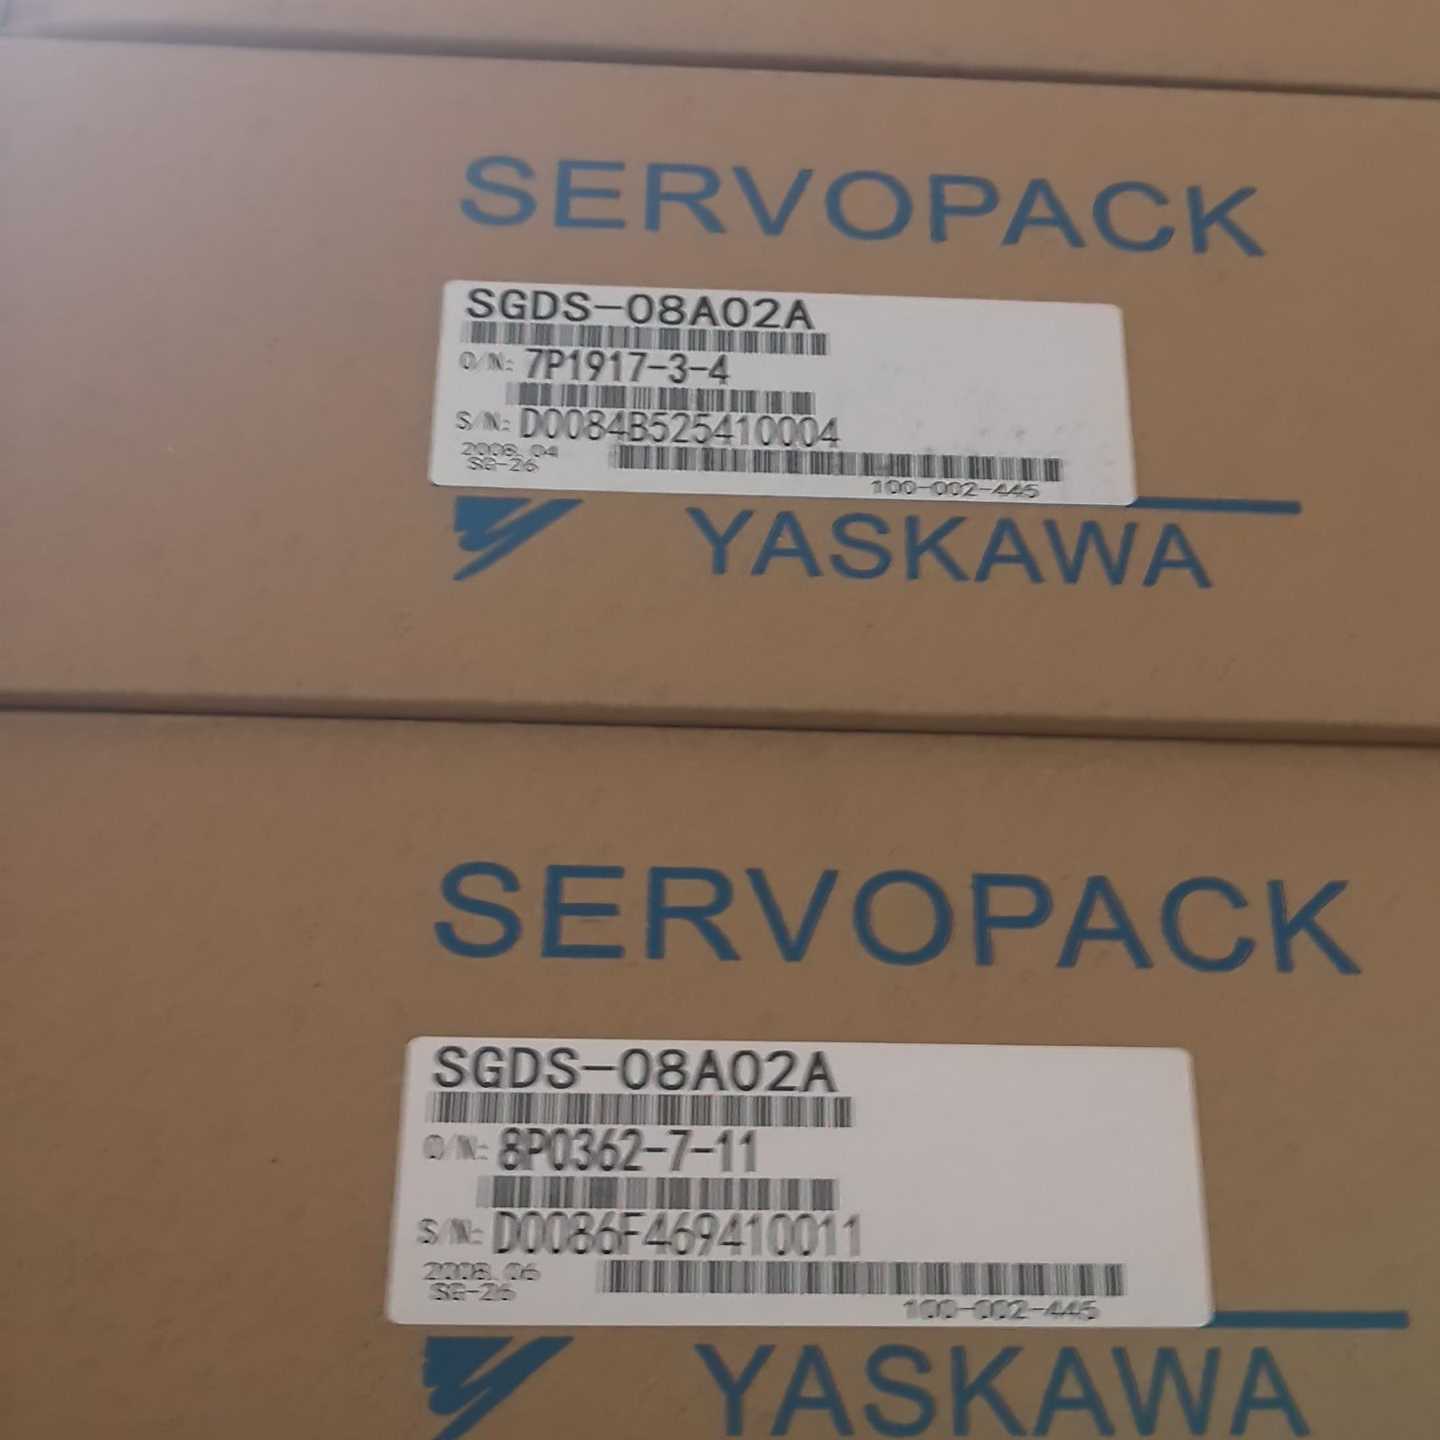 SERVOPACK
SGDS-08A02A
O/N: 7P1917-3-4
S/N: D0084B525410004
2008.04
SG-26
100-002-445
YASKAWA
SERVOPACK
SGDS-08A02A
O/N: 8P0362-7-11
S/N: D0086F469410011
2008.06
SG-26
100-002-445
YASKAWA